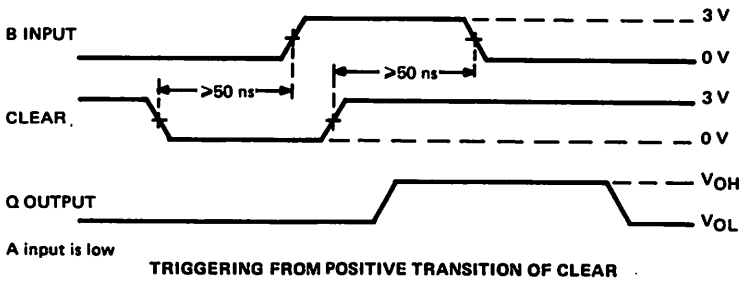 B INPUT
3 V
0 V
≥50 ns
≥50 ns
CLEAR
3 V
0 V
Q OUTPUT
VOH
VOL
A input is low
TRIGGERING FROM POSITIVE TRANSITION OF CLEAR